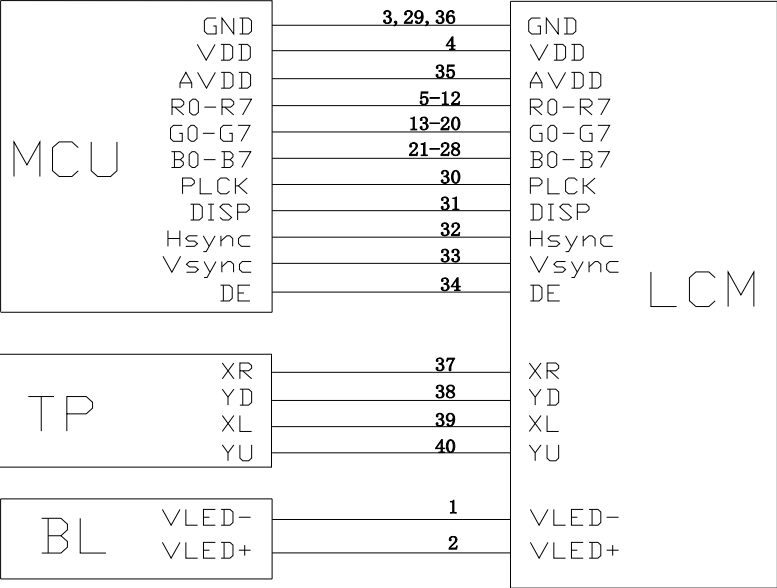 GND 3,29,36 GND
VDD 4 VDD
AVDD 35 AVDD
R0-R7 5-12 R0-R7
G0-G7 13-20 G0-G7
MCU
B0-B7 21-28 B0-B7
PLCK 30 PLCK
DISP 31 DISP
Hsync 32 Hsync
Vsync 33 Vsync
LCM
DE 34 DE
XR 37 XR
YD 38 YD
TP
XL 39 XL
YU 40 YU
VLED- 1 VLED-
BL
VLED+ 2 VLED+